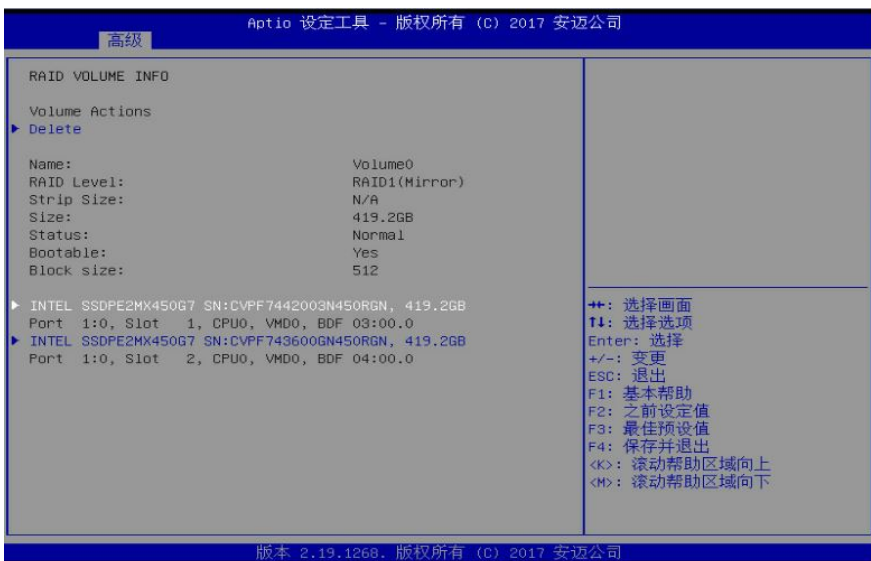 Aptio 设定工具 - 版权所有 (C) 2017 安迈公司
高级
RAID VOLUME INFO
Volume Actions
Delete
Name: Volume0
RAID Level: RAID1(Mirror)
Strip Size: N/A
Size: 419.2GB
Status: Normal
Bootable: Yes
Block size: 512
INTEL SSDPE2MX450G7 SN:CVPF7442003N450RGN, 419.2GB
Port 1:0, Slot 1, CPU0, VMD0, BDF 03:00.0
INTEL SSDPE2MX450G7 SN:CVPF743600GN450RGN, 419.2GB
Port 1:0, Slot 2, CPU0, VMD0, BDF 04:00.0
→←: 选择画面
↑↓: 选择选项
Enter: 选择
+/-: 变更
ESC: 退出
F1: 基本帮助
F2: 之前设定值
F3: 最佳预设值
F4: 保存并退出
<K>: 滚动帮助区域向上
<M>: 滚动帮助区域向下
版本 2.19.1268. 版权所有 (C) 2017 安迈公司